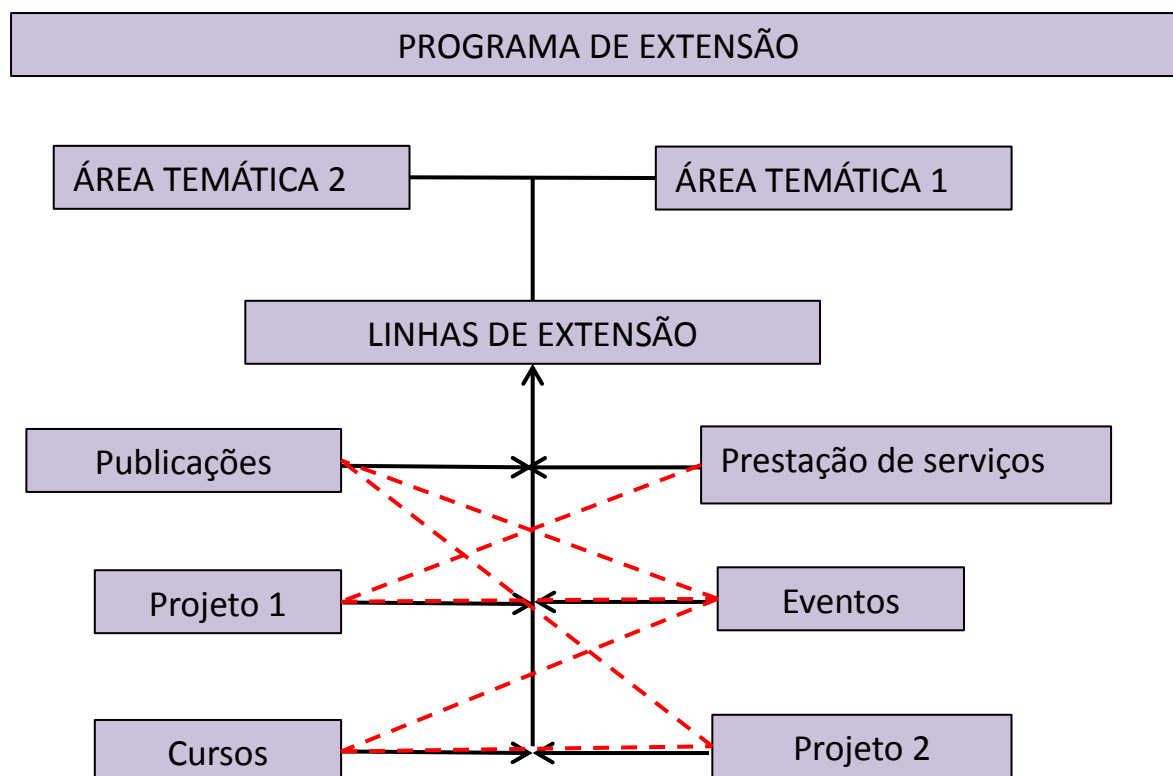 PROGRAMA DE EXTENSÃO
ÁREA TEMÁTICA 2
ÁREA TEMÁTICA 1
LINHAS DE EXTENSÃO
Publicações
Prestação de serviços
Projeto 1
Eventos
Cursos
Projeto 2